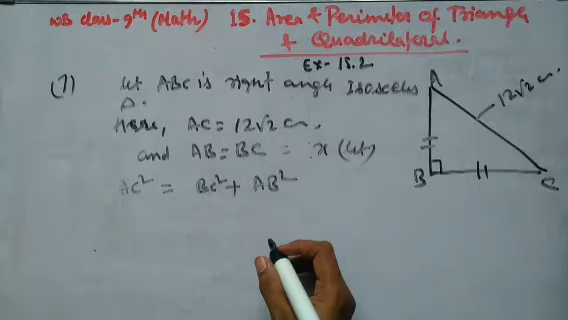 WB Class-9th (Math) 15. Area & Perimeter of Triangle
& Quadrilateral.
Ex-15.2
(7) Let ABC is right angle Isosceles
Δ.
Here, AC=12√2 cm.
and AB=BC = x (let)
AC² = BC²+ AB²
A
12√2 cm.
B
C